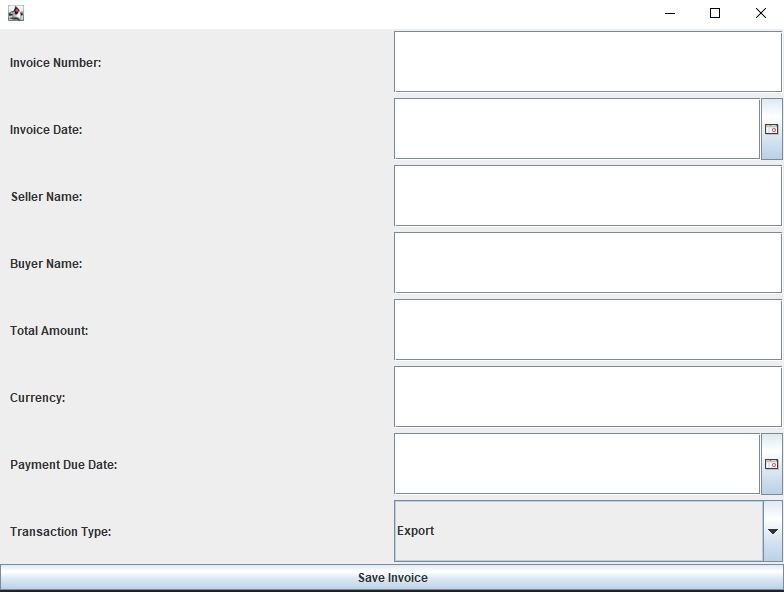 Invoice Number:
Invoice Date:
Seller Name:
Buyer Name:
Total Amount:
Currency:
Payment Due Date:
Transaction Type:
Export
Save Invoice